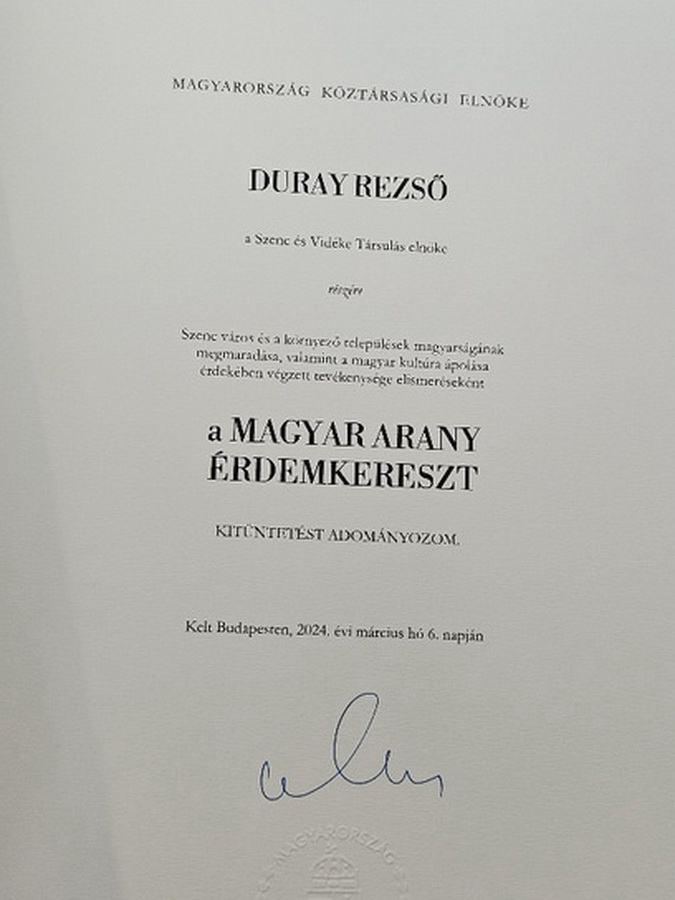 MAGYARORSZÁG KÖZTÁRSASÁGI ELNÖKE
DURAY REZSŐ
a Szenc és Vidéke Társulás elnöke
részére
Szenc város és a környező települések magyarságának
megmaradása, valamint a magyar kultúra ápolása
érdekében végzett tevékenysége elismeréseként
a MAGYAR ARANY
ÉRDEMKERESZT
KITÜNTETÉST ADOMÁNYOZOM.
Kelt Budapesten, 2024. évi március hó 6. napján
MAGYARORSZÁG